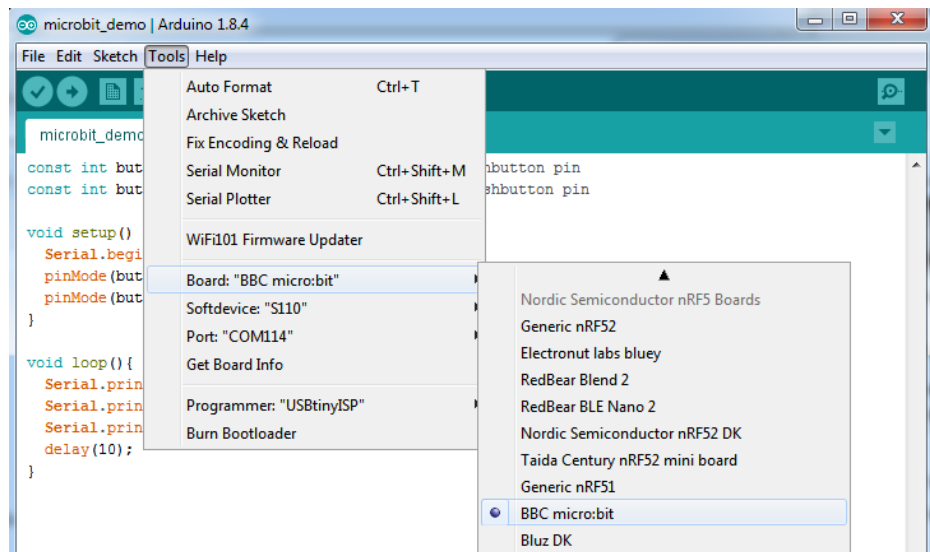 microbit_demo | Arduino 1.8.4
File Edit Sketch Tools Help
microbit_demo
const int but
hbutton pin
const int but
shbutton pin
void setup()
Serial.begi
pinMode(but
pinMode(but
}
void loop(){
Serial.prin
Serial.prin
Serial.prin
delay(10);
}
Auto Format Ctrl+T
Archive Sketch
Fix Encoding & Reload
Serial Monitor Ctrl+Shift+M
Serial Plotter Ctrl+Shift+L
WiFi101 Firmware Updater
Board: "BBC micro:bit"
Softdevice: "S110"
Port: "COM114"
Get Board Info
Programmer: "USBtinyISP"
Burn Bootloader
Nordic Semiconductor nRF5 Boards
Generic nRF52
Electronut labs bluey
RedBear Blend 2
RedBear BLE Nano 2
Nordic Semiconductor nRF52 DK
Taida Century nRF52 mini board
Generic nRF51
BBC micro:bit
Bluz DK